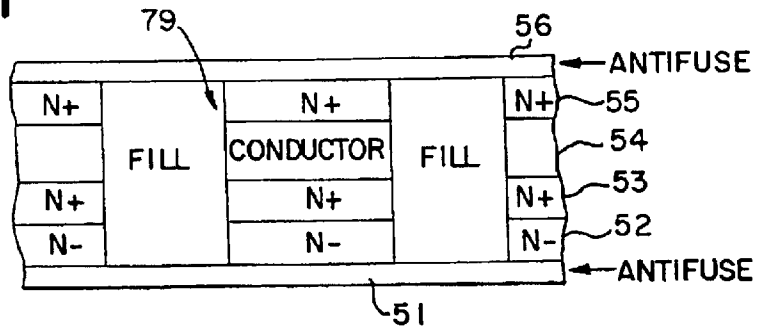 79
56
ANTIFUSE
N+ N+ N+ 55
54
FILL CONDUCTOR FILL
N+ N+ N+ 53
N- N- N- 52
ANTIFUSE
51